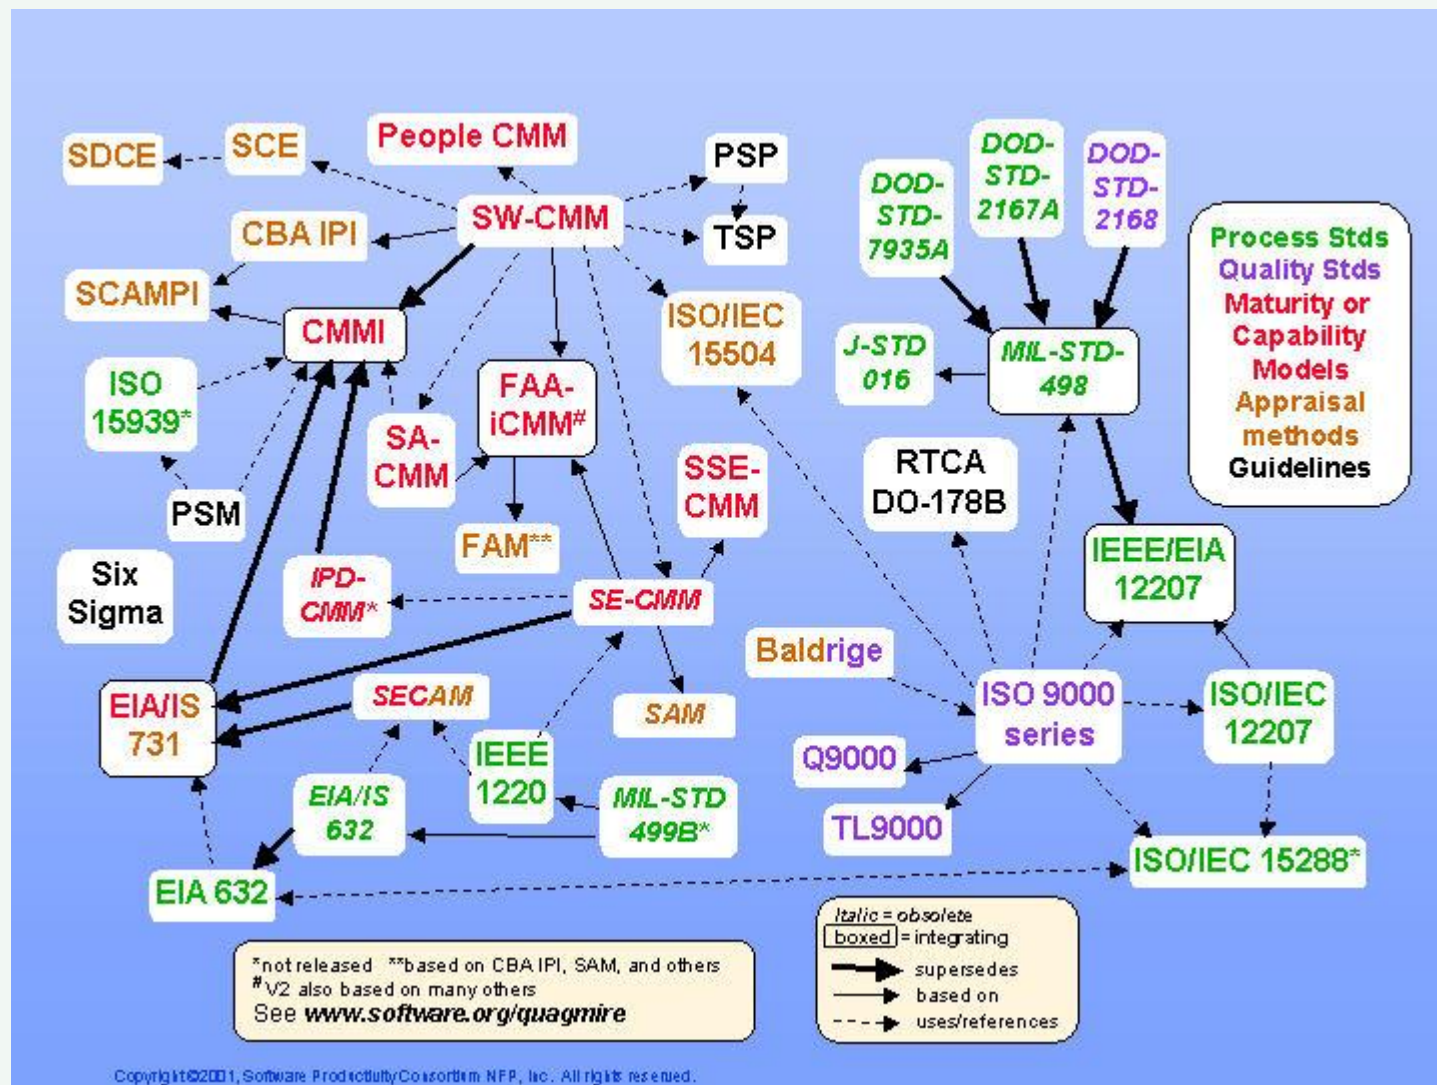 People CMM
SCE
SDCE
PSP
SW-CMM
TSP
CBA IPI
SCAMPI
CMMI
ISO/IEC
15504
ISO
15939*
FAA-
iCMM#
SA-
CMM
SSE-
CMM
PSM
FAM**
Six
Sigma
IPD-
CMM*
SE-CMM
EIA/IS
731
SECAM
SAM
IEEE
1220
EIA/IS
632
MIL-STD
499B*
EIA 632
DOD-
STD-
7935A
DOD-
STD-
2167A
DOD-
STD-
2168
J-STD
016
MIL-STD-
498
RTCA
DO-178B
IEEE/EIA
12207
Baldrige
ISO 9000
series
ISO/IEC
12207
Q9000
TL9000
ISO/IEC 15288*
Process Stds
Quality Stds
Maturity or
Capability
Models
Appraisal
methods
Guidelines
*not released **based on CBA IPI, SAM, and others
#V2 also based on many others
See www.software.org/quagmire
Italic = obsolete
boxed = integrating
supersedes
based on
uses/references
Copyright©2001, Software Productivity Consortium NFP, Inc. All rights reserved.